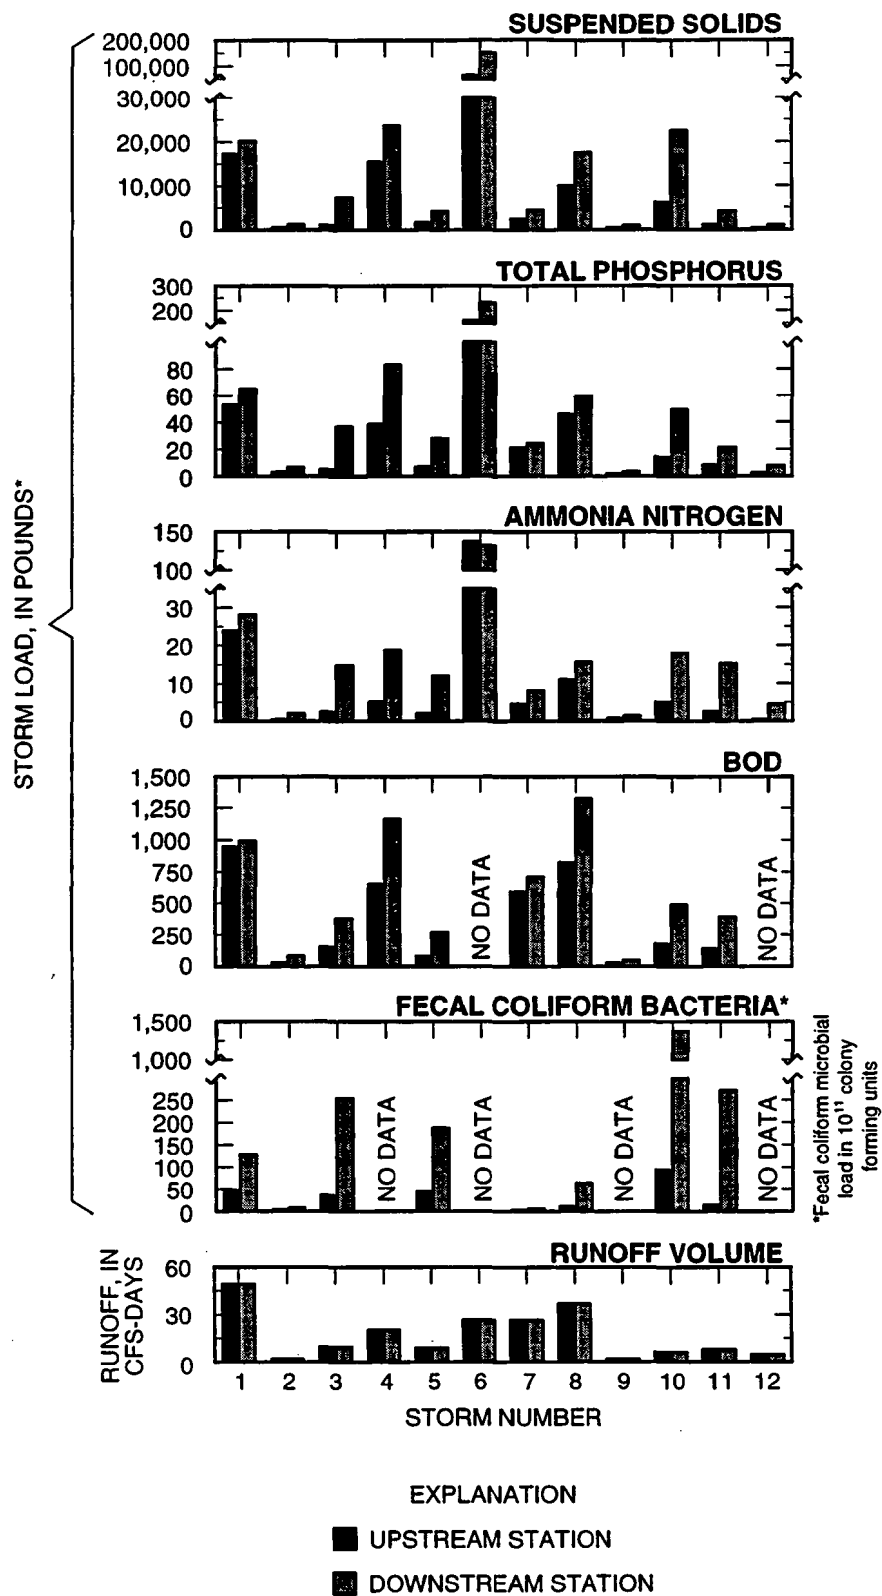 SUSPENDED SOLIDS
200,000
100,000
30,000
20,000
10,000
0
TOTAL PHOSPHORUS
300
200
80
60
40
20
0
AMMONIA NITROGEN
150
100
30
20
10
0
BOD
1,500
1,250
1,000
750
500
250
0
NO DATA
NO DATA
FECAL COLIFORM BACTERIA*
1,500
1,000
250
200
150
100
50
0
NO DATA
NO DATA
NO DATA
NO DATA
STORM LOAD, IN POUNDS*
*Fecal coliform microbial
load in 10¹¹ colony
forming units
RUNOFF VOLUME
RUNOFF, IN
CFS-DAYS
60
30
0
1 2 3 4 5 6 7 8 9 10 11 12
STORM NUMBER
EXPLANATION
UPSTREAM STATION
DOWNSTREAM STATION